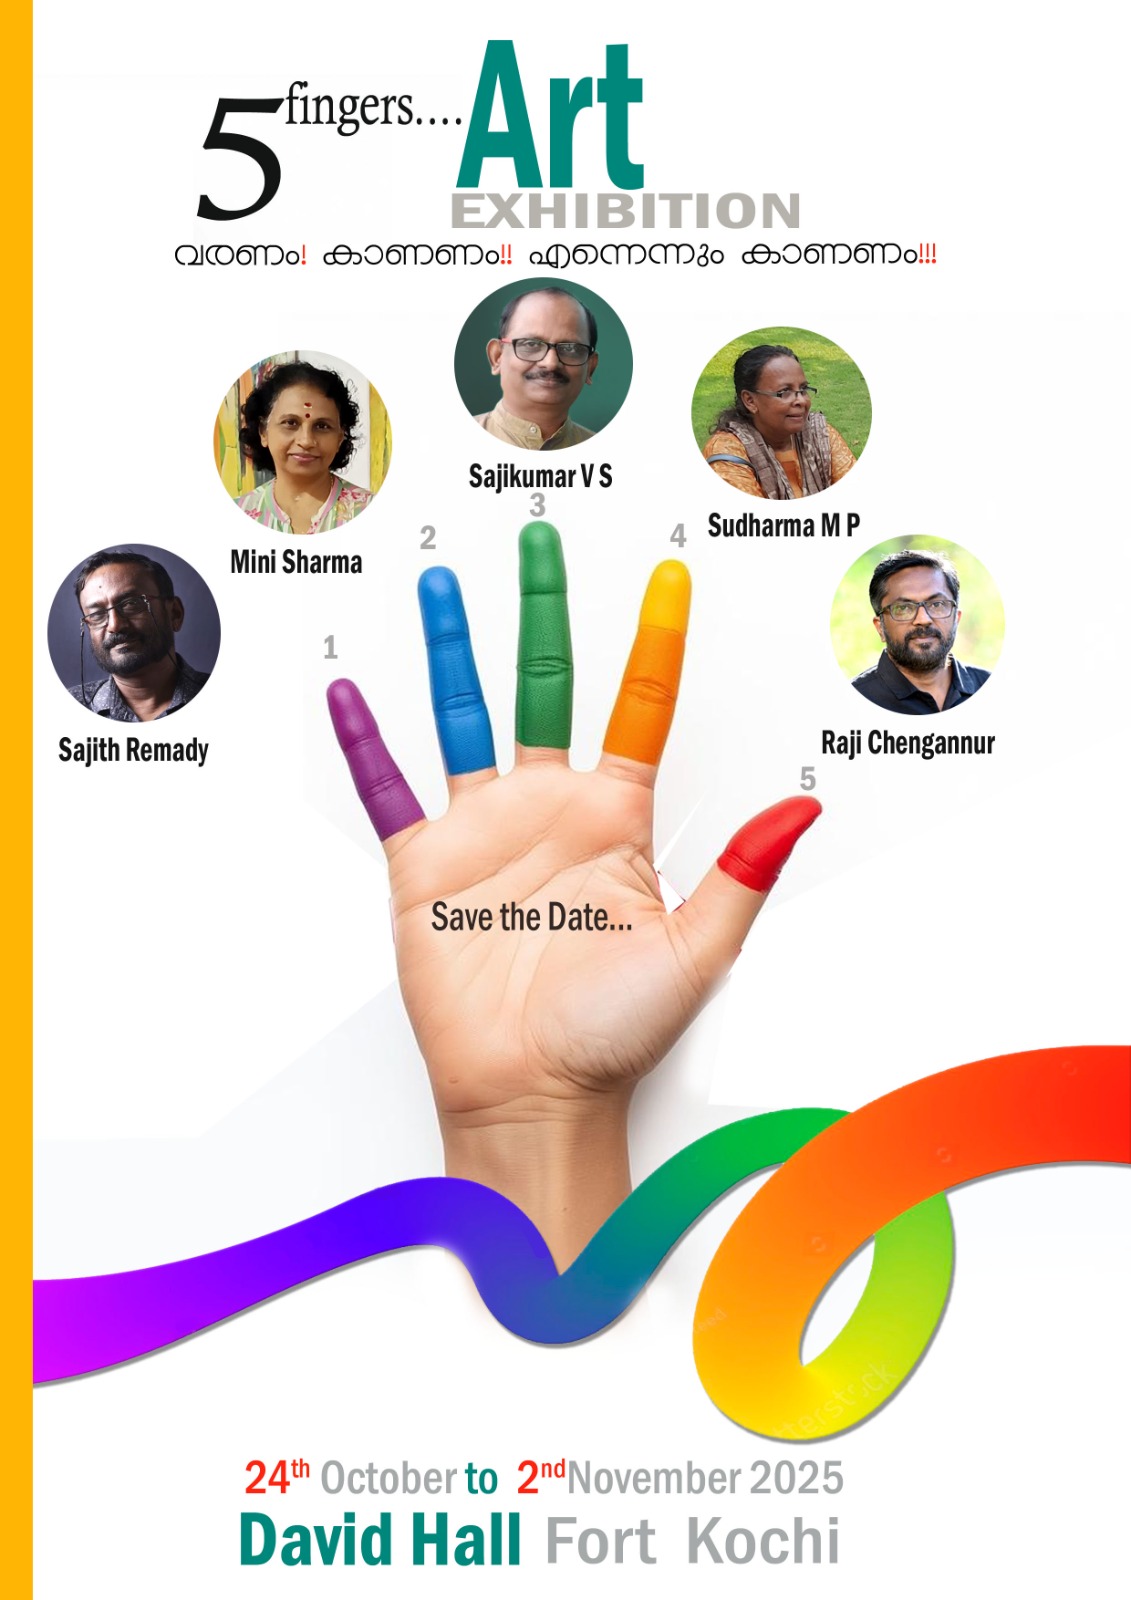 5 fingers.... Art
EXHIBITION
വരണം! കാണണം!! എന്നെന്നും കാണണം!!!
Sajikumar V S
3
Sudharma M P
4
2
Mini Sharma
1
Sajith Remady
Raji Chengannur
5
Save the Date...
24th October to 2nd November 2025
David Hall Fort Kochi